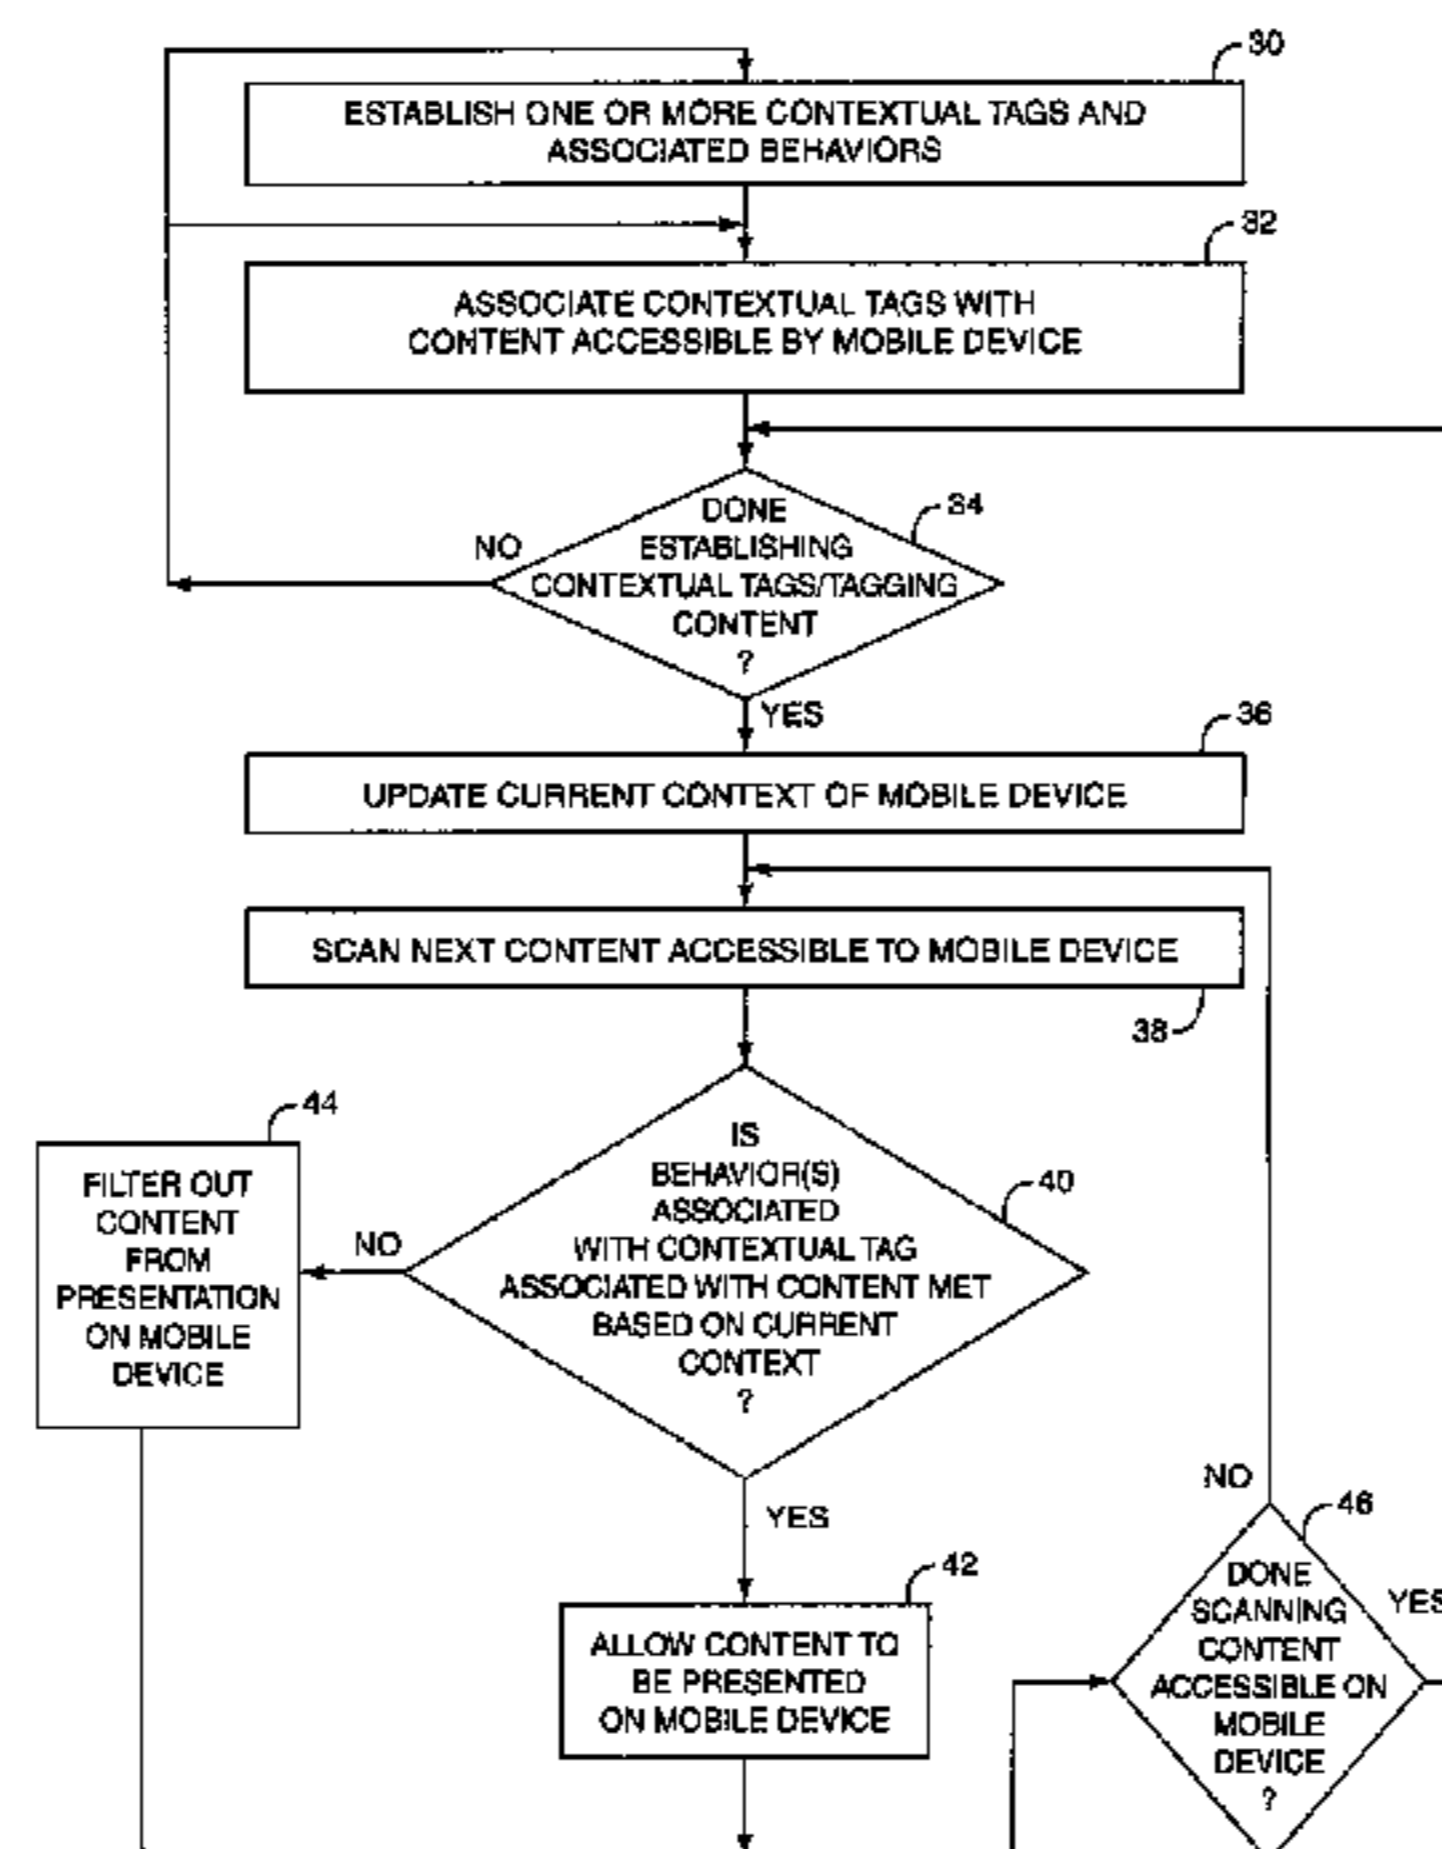 30
ESTABLISH ONE OR MORE CONTEXTUAL TAGS AND
ASSOCIATED BEHAVIORS
32
ASSOCIATE CONTEXTUAL TAGS WITH
CONTENT ACCESSIBLE BY MOBILE DEVICE
34
NO
DONE
ESTABLISHING
CONTEXTUAL TAGS/TAGGING
CONTENT
?
YES
36
UPDATE CURRENT CONTEXT OF MOBILE DEVICE
SCAN NEXT CONTENT ACCESSIBLE TO MOBILE DEVICE
38
44
FILTER OUT
CONTENT
FROM
PRESENTATION
ON MOBILE
DEVICE
NO
40
IS
BEHAVIOR(S)
ASSOCIATED
WITH CONTEXTUAL TAG
ASSOCIATED WITH CONTENT MET
BASED ON CURRENT
CONTEXT
?
YES
42
ALLOW CONTENT TO
BE PRESENTED
ON MOBILE DEVICE
NO
46
DONE
SCANNING
CONTENT
ACCESSIBLE ON
MOBILE
DEVICE
?
YES